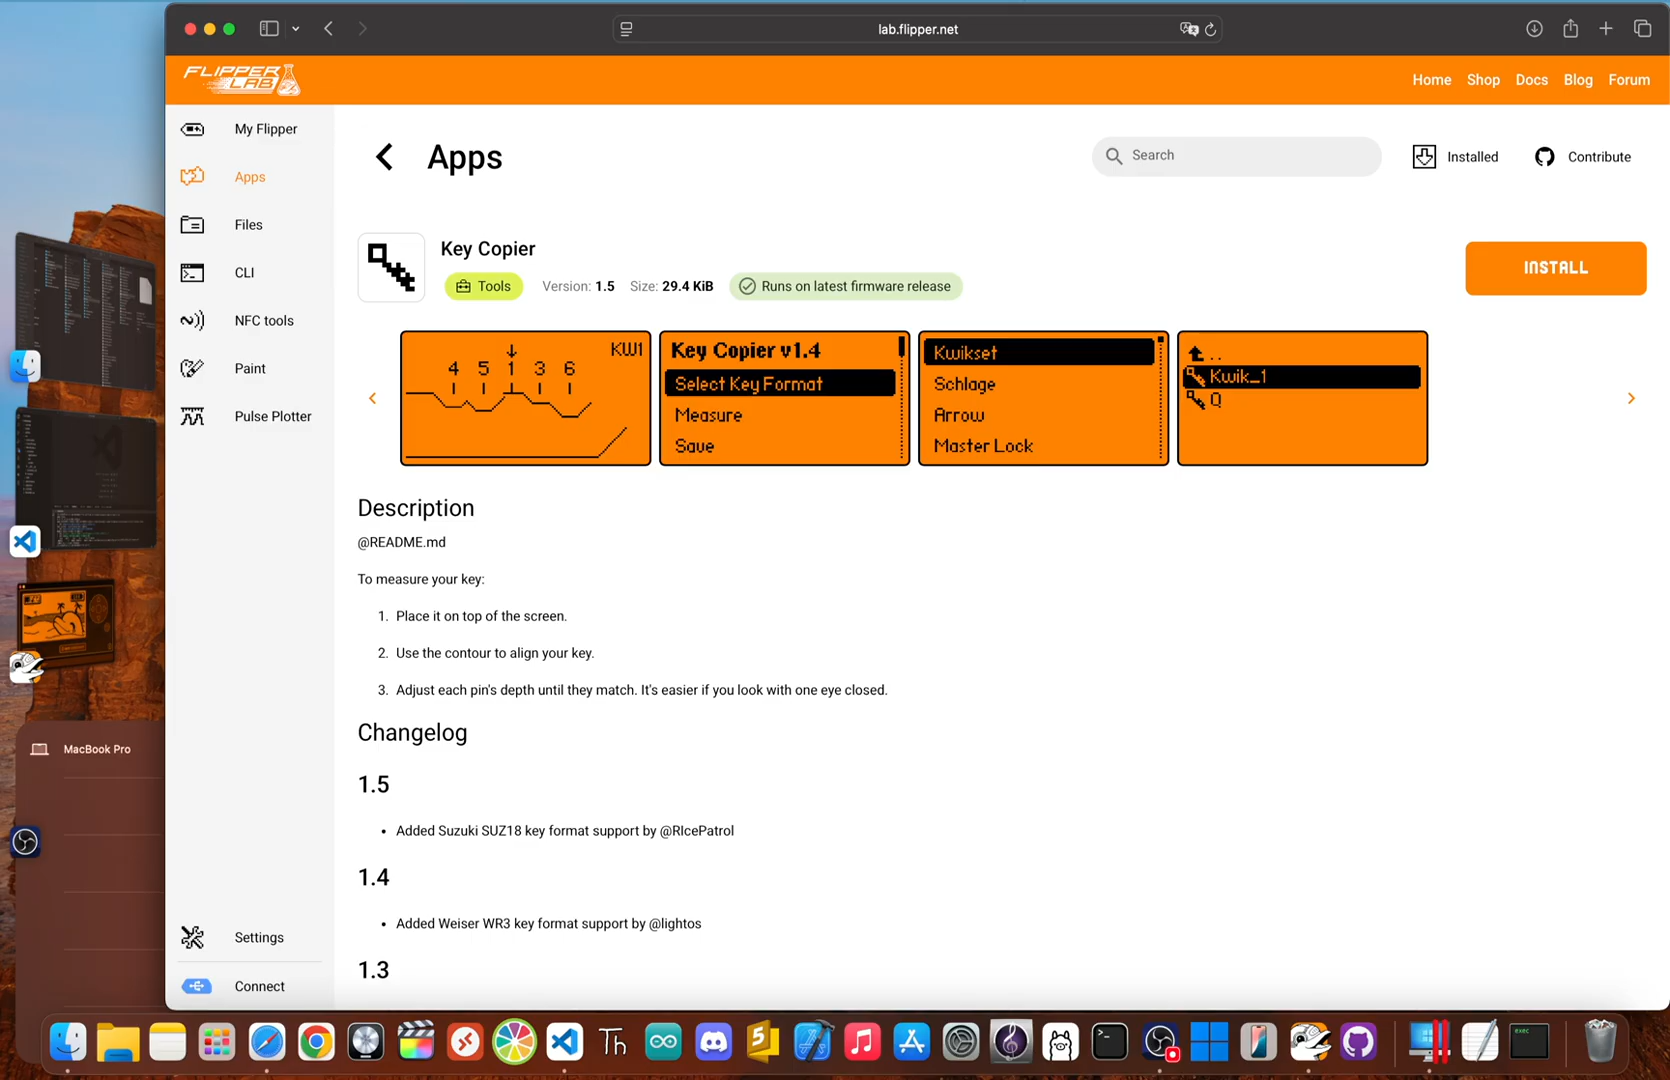 lab.flipper.net
FLIPPER LAB
Home Shop Docs Blog Forum
My Flipper
Apps
Files
CLI
NFC tools
Paint
Pulse Plotter
Settings
Connect
Apps
Search
Installed
Contribute
Key Copier
Tools Version: 1.5 Size: 29.4 KiB Runs on latest firmware release
INSTALL
KW1
4 5 1 3 6
Key Copier v1.4
Select Key Format
Measure
Save
Kwikset
Schlage
Arrow
Master Lock
..
Kwik_1
Q
Description
@README.md
To measure your key:
1. Place it on top of the screen.
2. Use the contour to align your key.
3. Adjust each pin's depth until they match. It's easier if you look with one eye closed.
Changelog
1.5
• Added Suzuki SUZ18 key format support by @RIcePatrol
1.4
• Added Weiser WR3 key format support by @lightos
1.3
MacBook Pro
Th
5
exec